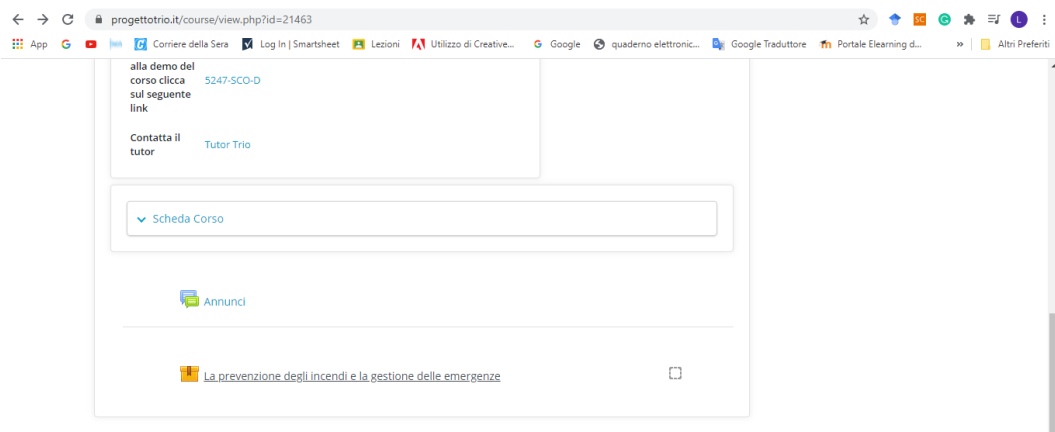 progettotrio.it/course/view.php?id=21463
SC G L
App Corriere della Sera Log In | Smartsheet Lezioni Utilizzo di Creative... G Google quaderno elettronic... Google Traduttore Portale Elearning d... » Altri Preferiti
alla demo del
corso clicca 5247-SCO-D
sul seguente
link
Contatta il
tutor Tutor Trio
Scheda Corso
Annunci
La prevenzione degli incendi e la gestione delle emergenze